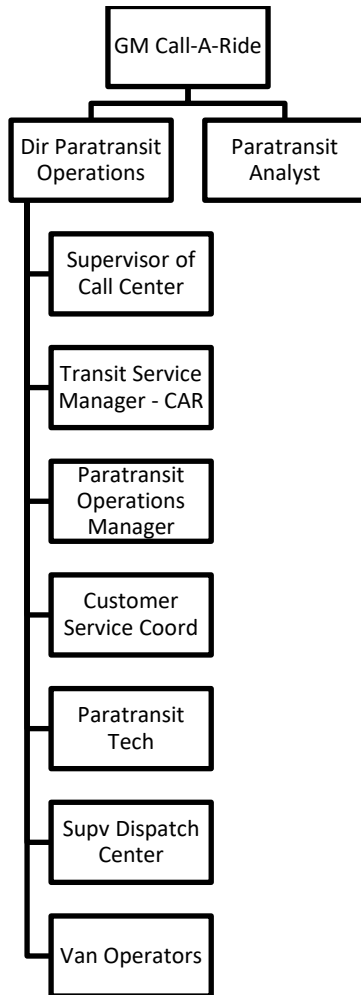 GM Call-A-Ride
Dir Paratransit
Operations
Paratransit
Analyst
Supervisor of
Call Center
Transit Service
Manager - CAR
Paratransit
Operations
Manager
Customer
Service Coord
Paratransit
Tech
Supv Dispatch
Center
Van Operators